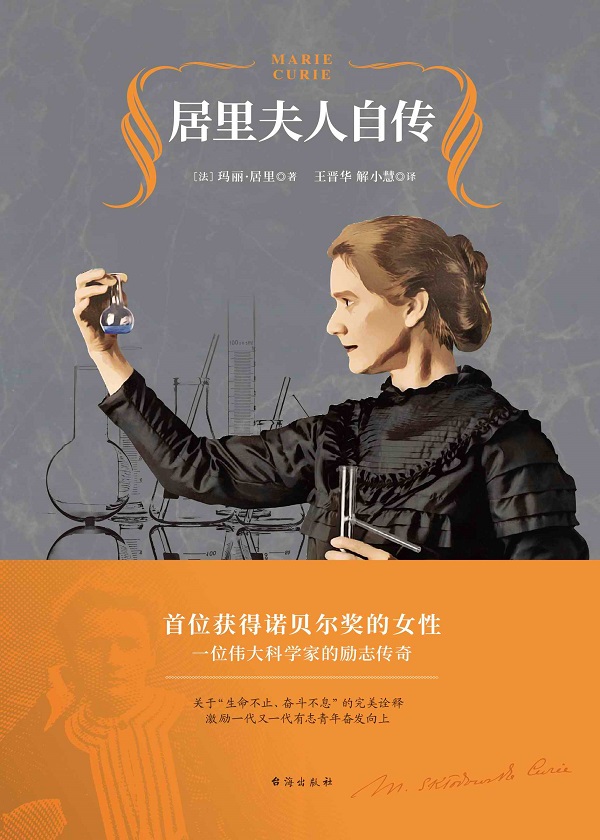 MARIE
CURIE
居里夫人自传
[法]玛丽·居里◎著 王晋华 解小慧◎译
首位获得诺贝尔奖的女性
一位伟大科学家的励志传奇
关于“生命不止、奋斗不息”的完美诠释
激励一代又一代有志青年奋发向上
台海出版社
M. Skłodowska Curie